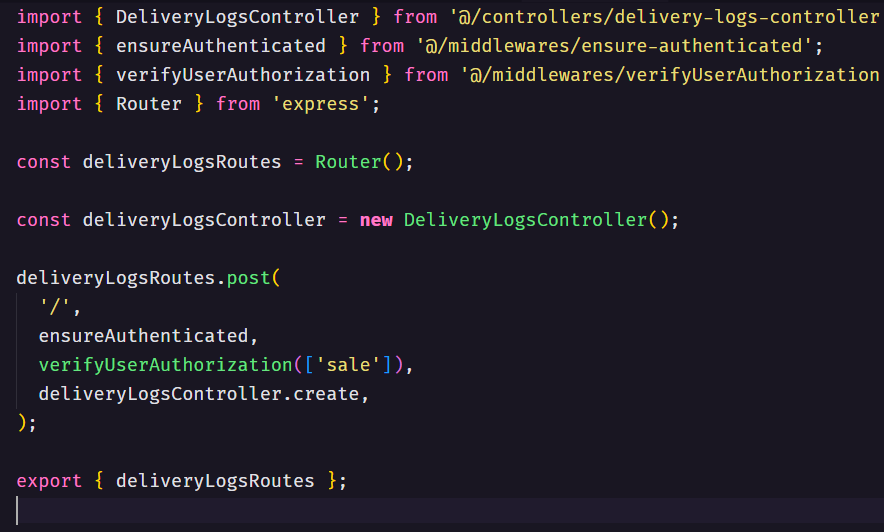 import { DeliveryLogsController } from '@/controllers/delivery-logs-controller
import { ensureAuthenticated } from '@/middlewares/ensure-authenticated';
import { verifyUserAuthorization } from '@/middlewares/verifyUserAuthorization
import { Router } from 'express';
const deliveryLogsRoutes = Router();
const deliveryLogsController = new DeliveryLogsController();
deliveryLogsRoutes.post(
'/',
ensureAuthenticated,
verifyUserAuthorization(['sale']),
deliveryLogsController.create,
);
export { deliveryLogsRoutes };